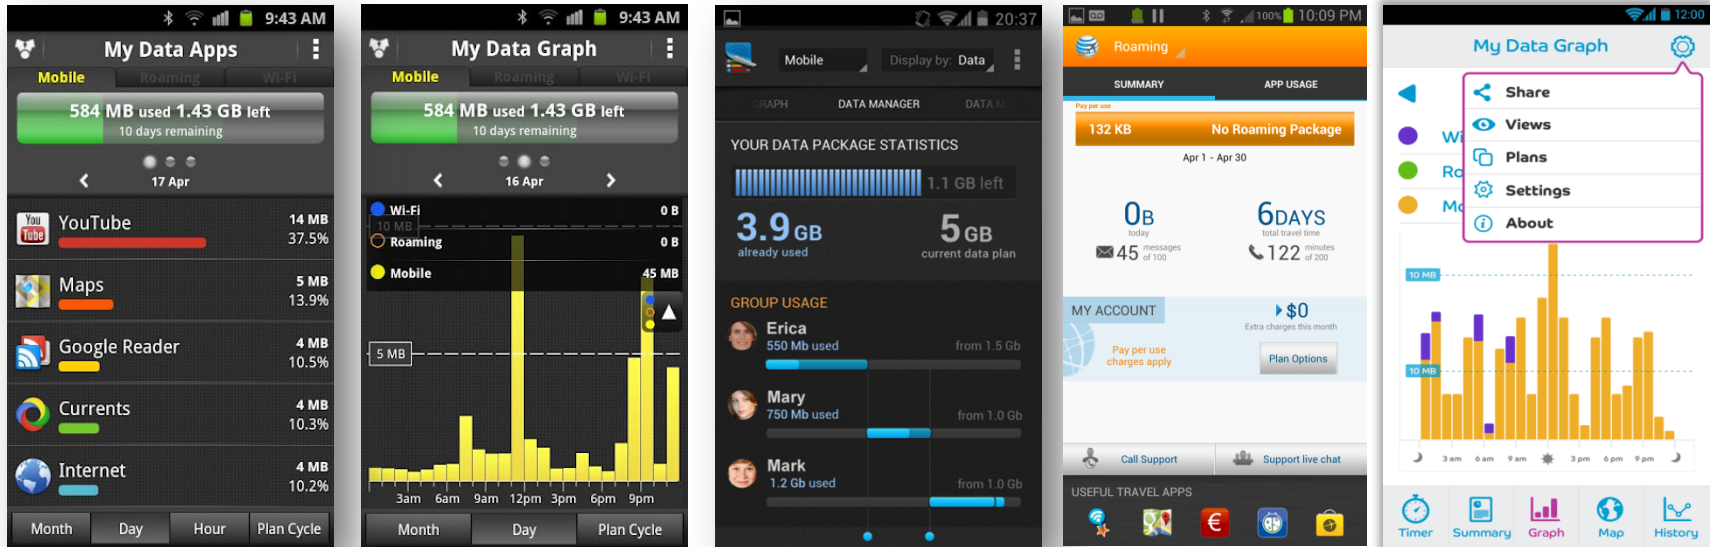 9:43 AM
My Data Apps
Mobile Roaming Wi-Fi
584 MB used 1.43 GB left
10 days remaining
17 Apr
You Tube
YouTube 14 MB
37.5%
Maps 5 MB
13.9%
Google Reader 4 MB
10.5%
Currents 4 MB
10.3%
Internet 4 MB
10.2%
Month Day Hour Plan Cycle
9:43 AM
My Data Graph
Mobile Roaming Wi-Fi
584 MB used 1.43 GB left
10 days remaining
16 Apr
Wi-Fi 0 B
10 MB
Roaming 0 B
Mobile 45 MB
5 MB
3am 6am 9am 12pm 3pm 6pm 9pm
Month Day Plan Cycle
20:37
Mobile Display by: Data
GRAPH DATA MANAGER DATA M
YOUR DATA PACKAGE STATISTICS
1.1 GB left
3.9 GB 5 GB
already used current data plan
GROUP USAGE
Erica
550 Mb used from 1.5 Gb
Mary
750 Mb used from 1.0 Gb
Mark
1.2 Gb used from 1.0 Gb
100% 10:09 PM
Roaming
SUMMARY APP USAGE
Pay per use
132 KB No Roaming Package
Apr 1 - Apr 30
0B 6DAYS
today total travel time
45 messages of 100 122 minutes of 200
MY ACCOUNT $0
Extra charges this month
Pay per use
charges apply
Plan Options
Call Support Support live chat
USEFUL TRAVEL APPS
€
12:00
My Data Graph
Share
Wi Views
Plans
Ro
Settings
Mo
About
10 MB
10 MB
3 am 6 am 9 am 3 pm 6 pm 9 pm
Timer Summary Graph Map History